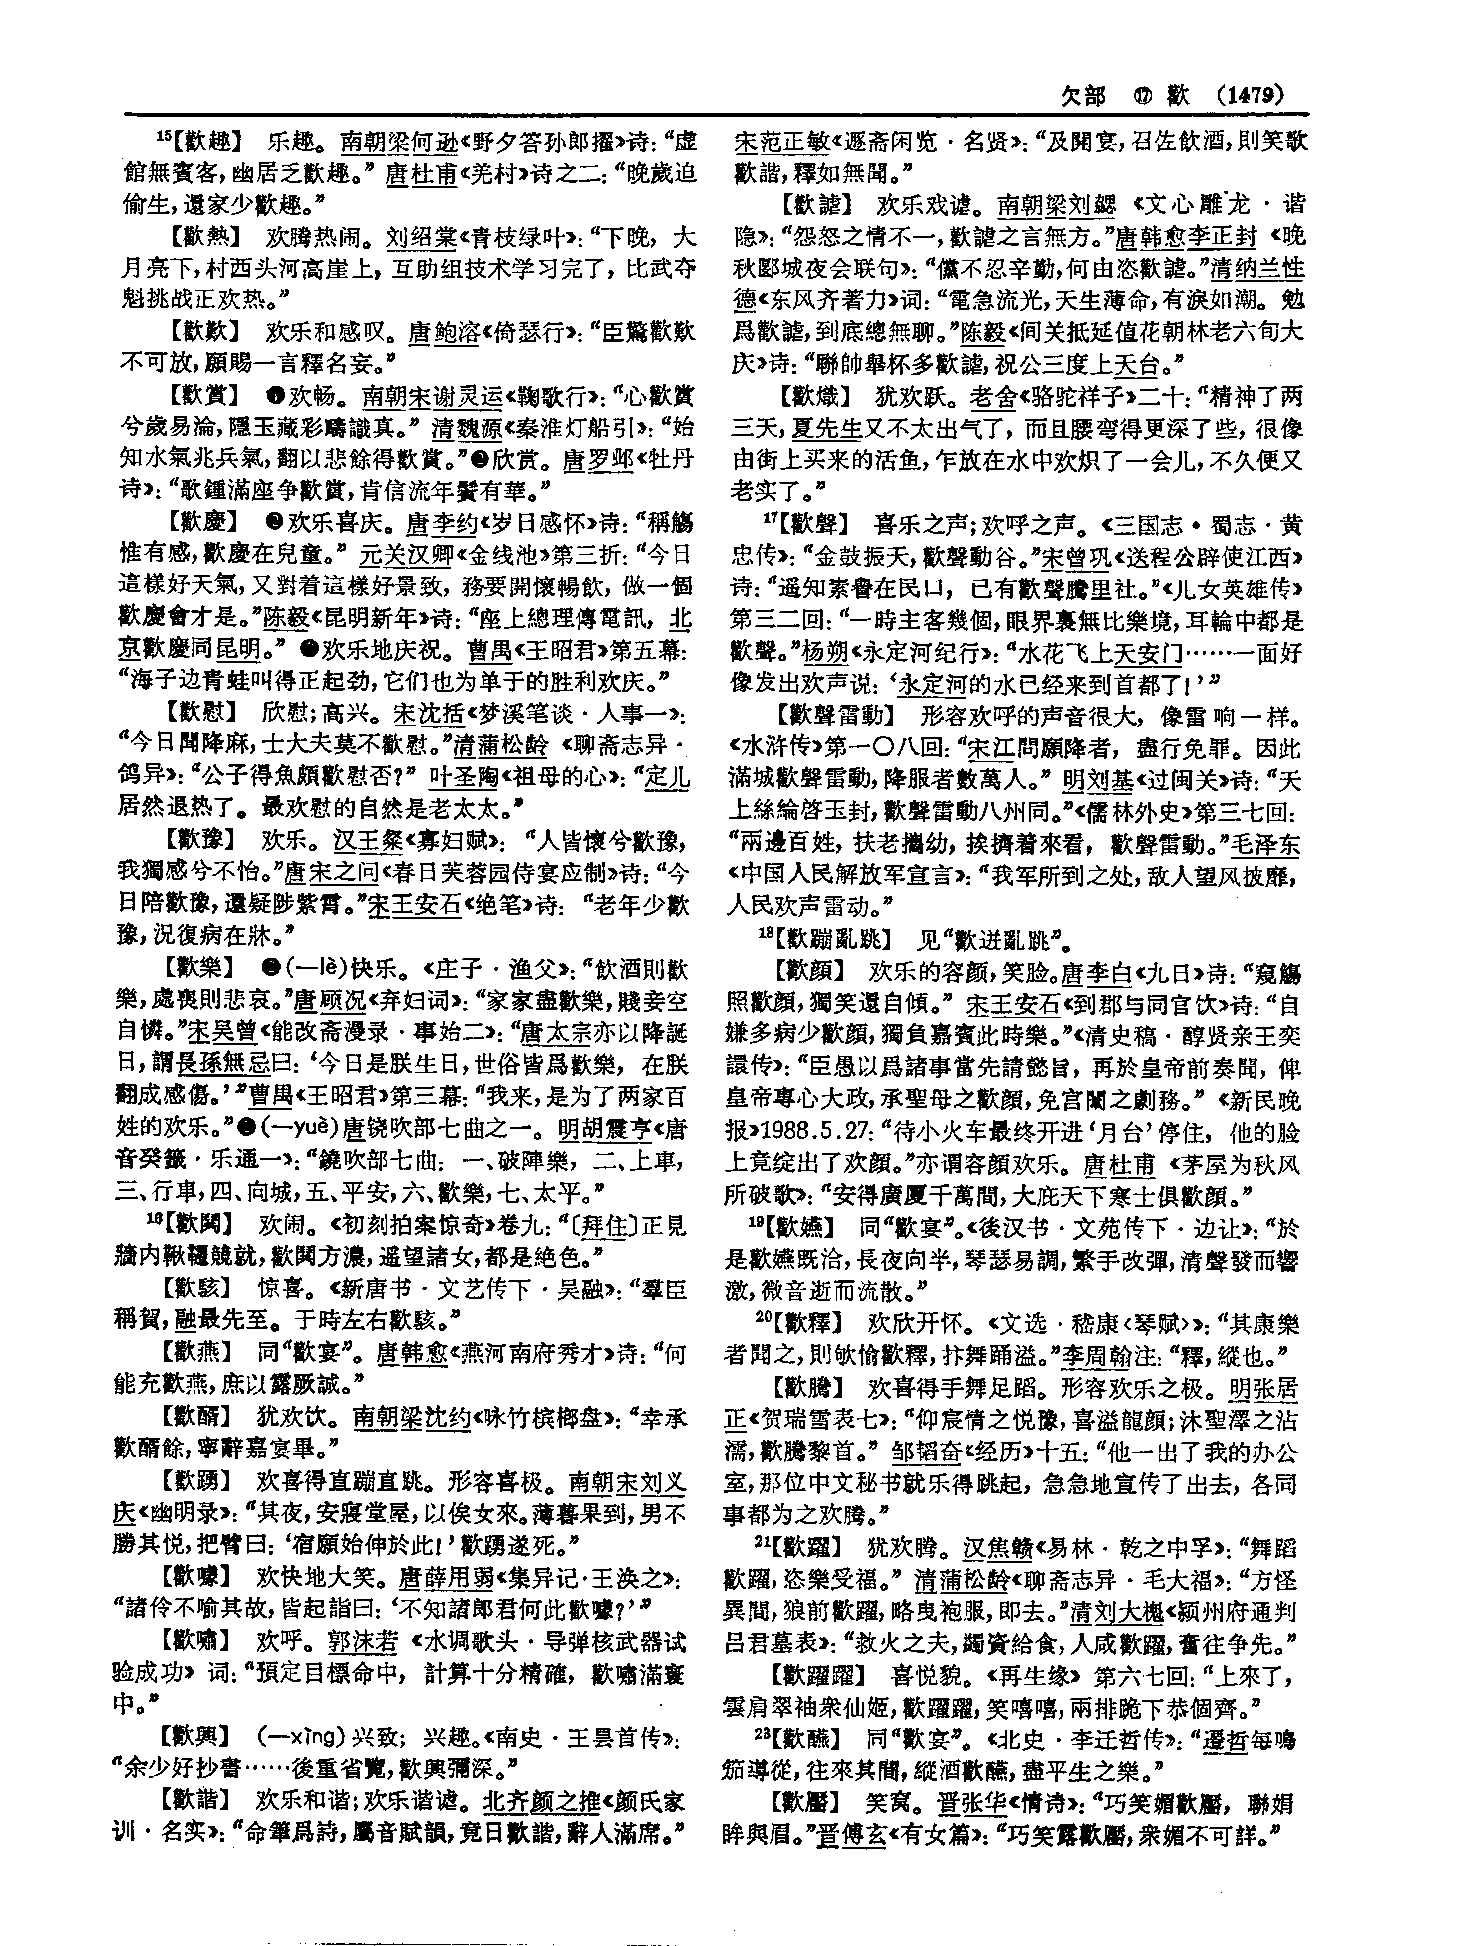 欠部 ⑰ 歡 (1479)
15【歡趣】 乐趣。南朝梁何逊《野夕答孙郎擢》诗：“虚
館無賓客，幽居乏歡趣。”唐杜甫《羌村》诗之二：“晚歲迫
偷生，還家少歡趣。”
【歡熱】 欢腾热闹。刘绍棠《青枝绿叶》：“下晚，大
月亮下，村西头河高崖上，互助组技术学习完了，比武夺
魁挑战正欢热。”
【歡歎】 欢乐和感叹。唐鲍溶《倚瑟行》：“臣驚歡歎
不可放，願賜一言釋名妄。”
【歡賞】 ❶欢畅。南朝宋谢灵运《鞠歌行》：“心歡賞
兮歲易淪，隱玉藏彩疇識真。”清魏源《秦淮灯船引》：“始
知水氣兆兵氣，翻以悲餘得歡賞。”❷欣赏。唐罗邺《牡丹
诗》：“歌鍾滿座争歡賞，肯信流年鬢有華。”
【歡慶】 ❷欢乐喜庆。唐李约《岁日感怀》诗：“稱觴
惟有感，歡慶在兒童。”元关汉卿《金线池》第三折：“今日
這樣好天氣，又對着這樣好景致，務要開懷暢飲，做一個
歡慶會才是。”陈毅《昆明新年》诗：“座上總理傳電訊，北
京歡慶同昆明。”●欢乐地庆祝。曹禺《王昭君》第五幕：
“海子边青蛙叫得正起劲，它们也为单于的胜利欢庆。”
【歡慰】 欣慰；高兴。宋沈括《梦溪笔谈·人事一》：
“今日聞降麻，士大夫莫不歡慰。”清蒲松龄《聊斋志异·
鸽异》：“公子得魚頗歡慰否？”叶圣陶《祖母的心》：“定儿
居然退热了。最欢慰的自然是老太太。”
【歡豫】 欢乐。汉王粲《寡妇赋》：“人皆懷兮歡豫，
我獨感兮不怡。”唐宋之问《春日芙蓉园侍宴应制》诗：“今
日陪歡豫，還疑陟紫霄。”宋王安石《绝笔》诗：“老年少歡
豫，況復病在牀。”
【歡樂】 ●(—lè)快乐。《庄子·渔父》：“飲酒則歡
樂，處喪則悲哀。”唐顾况《弃妇词》：“家家盡歡樂，賤妾空
自憐。”宋吴曾《能改斋漫录·事始二》：“唐太宗亦以降誕
日，謂長孫無忌曰：‘今日是朕生日，世俗皆爲歡樂，在朕
翻成感傷。’”曹禺《王昭君》第三幕：“我来，是为了两家百
姓的欢乐。”❷(—yuè)唐铙吹部七曲之一。明胡震亨《唐
音癸籤·乐通一》：“鐃吹部七曲：一、破陣樂，二、上車，
三、行車，四、向城，五、平安，六、歡樂，七、太平。”
16【歡鬨】 欢闹。《初刻拍案惊奇》卷九：“〔拜住〕正見
牆内鞦韆競就，歡鬨方濃，遥望諸女，都是絶色。”
【歡駭】 惊喜。《新唐书·文艺传下·吴融》：“羣臣
稱賀，融最先至。于時左右歡駭。”
【歡燕】 同“歡宴”。唐韩愈《燕河南府秀才》诗：“何
能充歡燕，庶以露厥誠。”
【歡醑】 犹欢饮。南朝梁沈约《咏竹槟榔盘》：“幸承
歡醑餘，寧辭嘉宴畢。”
【歡踴】 欢喜得直蹦直跳。形容喜极。南朝宋刘义
庆《幽明录》：“其夜，安寢堂屋，以俟女來。薄暮果到，男不
勝其悦，把臂曰：‘宿願始伸於此！’歡踴遂死。”
【歡噱】 欢快地大笑。唐薛用弱《集异记·王涣之》：
“諸伶不喻其故，皆起詣曰：‘不知諸郎君何此歡噱？’”
【歡嘯】 欢呼。郭沫若《水调歌头·导弹核武器试
验成功》词：“預定目標命中，計算十分精確，歡嘯滿寰
中。”
【歡興】 (—xìng)兴致；兴趣。《南史·王昙首传》：
“余少好抄書……後重省覽，歡興彌深。”
【歡諧】 欢乐和谐；欢乐谐谑。北齐颜之推《颜氏家
训·名实》：“命筆爲詩，屬音賦韻，竟日歡諧，辭人滿席。”
宋范正敏《遯斋闲览·名贤》：“及開宴，召佐飲酒，則笑歌
歡諧，釋如無聞。”
【歡謔】 欢乐戏谑。南朝梁刘勰《文心雕龙·谐
隐》：“怨怒之情不一，歡謔之言無方。”唐韩愈李正封《晚
秋郾城夜会联句》：“儻不忍辛勤，何由恣歡謔。”清纳兰性
德《东风齐著力》词：“電急流光，天生薄命，有淚如潮。勉
爲歡謔，到底總無聊。”陈毅《间关抵延值花朝林老六旬大
庆》诗：“聯帥舉杯多歡謔，祝公三度上天台。”
【歡熾】 犹欢跃。老舍《骆驼祥子》二十：“精神了两
三天，夏先生又不太出气了，而且腰弯得更深了些，很像
由街上买来的活鱼，乍放在水中欢炽了一会儿，不久便又
老实了。”
17【歡聲】 喜乐之声；欢呼之声。《三国志·蜀志·黄
忠传》：“金鼓振天，歡聲動谷。”宋曾巩《送程公辟使江西》
诗：“遥知素譽在民口，已有歡聲騰里社。”《儿女英雄传》
第三二回：“一時主客幾個，眼界裏無比樂境，耳輪中都是
歡聲。”杨朔《永定河纪行》：“水花飞上天安门……一面好
像发出欢声说：‘永定河的水已经来到首都了！’”
【歡聲雷動】 形容欢呼的声音很大，像雷响一样。
《水浒传》第一〇八回：“宋江問願降者，盡行免罪。因此
滿城歡聲雷動，降服者數萬人。”明刘基《过闽关》诗：“天
上絲綸啓玉封，歡聲雷動八州同。”《儒林外史》第三七回：
“兩邊百姓，扶老攜幼，挨擠着來看，歡聲雷動。”毛泽东
《中国人民解放军宣言》：“我军所到之处，敌人望风披靡，
人民欢声雷动。”
18【歡蹦亂跳】 见“歡迸亂跳”。
【歡顔】 欢乐的容颜，笑脸。唐李白《九日》诗：“窺觴
照歡顔，獨笑還自傾。”宋王安石《到郡与同官饮》诗：“自
嫌多病少歡顔，獨負嘉賓此時樂。”《清史稿·醇贤亲王奕
譞传》：“臣愚以爲諸事當先請懿旨，再於皇帝前奏聞，俾
皇帝專心大政，承聖母之歡顔，免宫闈之劇務。”《新民晚
报》1988.5.27：“待小火车最终开进‘月台’停住，他的脸
上竟绽出了欢颜。”亦谓容颜欢乐。唐杜甫《茅屋为秋风
所破歌》：“安得廣厦千萬間，大庇天下寒士俱歡顔。”
19【歡嬿】 同“歡宴”。《後汉书·文苑传下·边让》：“於
是歡嬿既洽，長夜向半，琴瑟易調，繁手改彈，清聲發而響
激，微音逝而流散。”
20【歡釋】 欢欣开怀。《文选·嵇康〈琴赋〉》：“其康樂
者聞之，則欨愉歡釋，抃舞踊溢。”李周翰注：“釋，縱也。”
【歡騰】 欢喜得手舞足蹈。形容欢乐之极。明张居
正《贺瑞雪表七》：“仰宸情之悦豫，喜溢龍顔；沐聖澤之沾
濡，歡騰黎首。”邹韬奋《经历》十五：“他一出了我的办公
室，那位中文秘书就乐得跳起，急急地宣传了出去，各同
事都为之欢腾。”
21【歡躍】 犹欢腾。汉焦赣《易林·乾之中孚》：“舞蹈
歡躍，恣樂受福。”清蒲松龄《聊斋志异·毛大福》：“方怪
異間，狼前歡躍，略曳袍服，即去。”清刘大櫆《颍州府通判
吕君墓表》：“救火之夫，蠲資給食，人咸歡躍，奮往争先。”
【歡躍躍】 喜悦貌。《再生缘》第六七回：“上來了，
雲肩翠袖衆仙姬，歡躍躍，笑嘻嘻，兩排跪下恭個齊。”
23【歡醼】 同“歡宴”。《北史·李迁哲传》：“遷哲每鳴
笳導從，往來其間，縱酒歡醼，盡平生之樂。”
【歡靨】 笑窝。晋张华《情诗》：“巧笑媚歡靨，聯娟
眸與眉。”晋傅玄《有女篇》：“巧笑露歡靨，衆媚不可詳。”